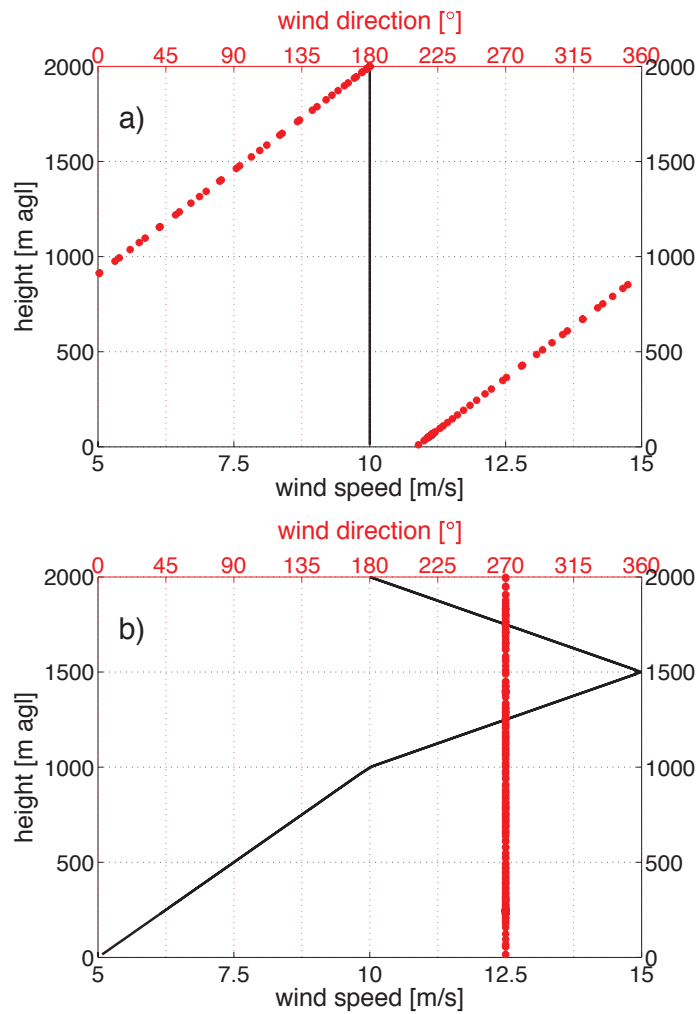 wind direction [°]
0 45 90 135 180 225 270 315 360
2000 2000
a)
1500 1500
1000 1000
500 500
0 0
height [m agl]
5 7.5 10 12.5 15
wind speed [m/s]
wind direction [°]
0 45 90 135 180 225 270 315 360
2000 2000
b)
1500 1500
1000 1000
500 500
0 0
height [m agl]
5 7.5 10 12.5 15
wind speed [m/s]